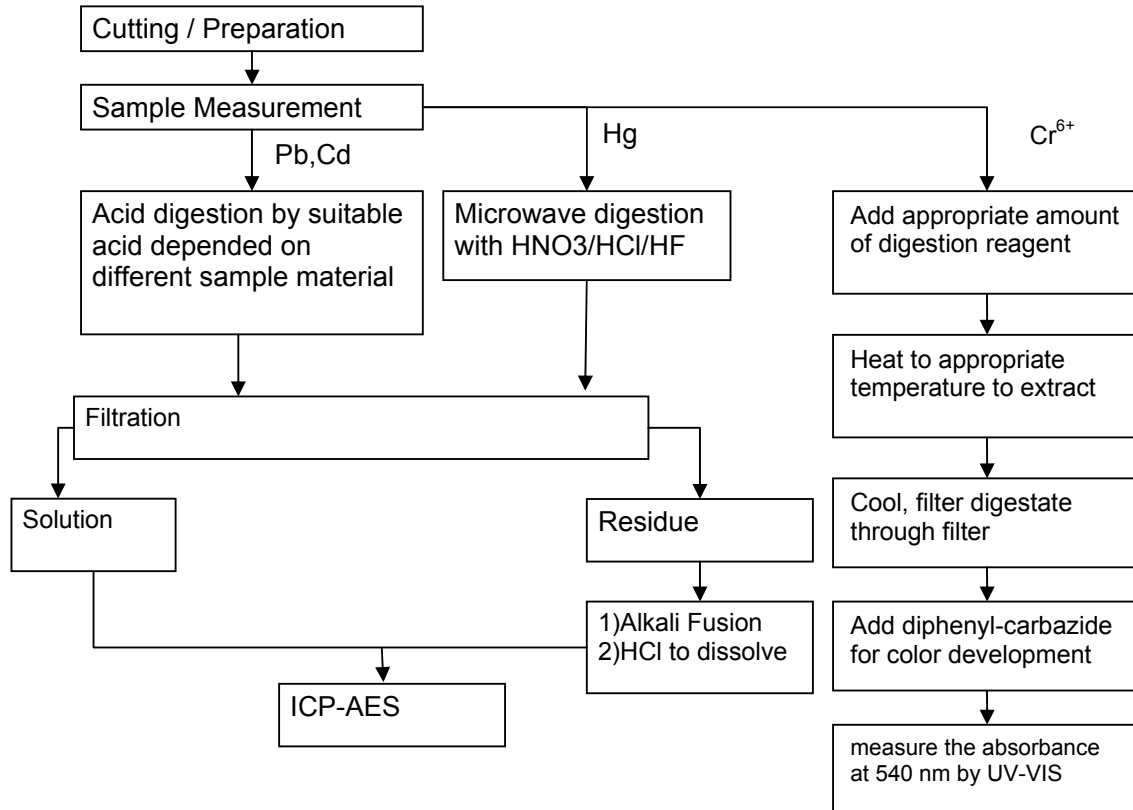 Cutting / Preparation
Sample Measurement
Pb,Cd
Hg
Cr6+
Acid digestion by suitable
acid depended on
different sample material
Microwave digestion
with HNO3/HCl/HF
Add appropriate amount
of digestion reagent
Heat to appropriate
temperature to extract
Filtration
Solution
Residue
Cool, filter digestate
through filter
1)Alkali Fusion
2)HCl to dissolve
Add diphenyl-carbazide
for color development
ICP-AES
measure the absorbance
at 540 nm by UV-VIS